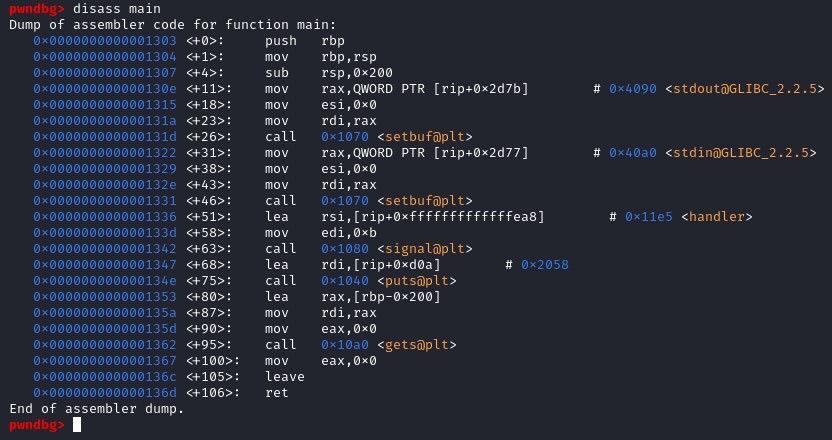 pwndbg> disass main
Dump of assembler code for function main:
   0x0000000000001303 <+0>:     push   rbp
   0x0000000000001304 <+1>:     mov    rbp,rsp
   0x0000000000001307 <+4>:     sub    rsp,0x200
   0x000000000000130e <+11>:    mov    rax,QWORD PTR [rip+0x2d7b]        # 0x4090 <stdout@GLIBC_2.2.5>
   0x0000000000001315 <+18>:    mov    esi,0x0
   0x000000000000131a <+23>:    mov    rdi,rax
   0x000000000000131d <+26>:    call   0x1070 <setbuf@plt>
   0x0000000000001322 <+31>:    mov    rax,QWORD PTR [rip+0x2d77]        # 0x40a0 <stdin@GLIBC_2.2.5>
   0x0000000000001329 <+38>:    mov    esi,0x0
   0x000000000000132e <+43>:    mov    rdi,rax
   0x0000000000001331 <+46>:    call   0x1070 <setbuf@plt>
   0x0000000000001336 <+51>:    lea    rsi,[rip+0xfffffffffffffea8]        # 0x11e5 <handler>
   0x000000000000133d <+58>:    mov    edi,0xb
   0x0000000000001342 <+63>:    call   0x1080 <signal@plt>
   0x0000000000001347 <+68>:    lea    rdi,[rip+0xd0a]        # 0x2058
   0x000000000000134e <+75>:    call   0x1040 <puts@plt>
   0x0000000000001353 <+80>:    lea    rax,[rbp-0x200]
   0x000000000000135a <+87>:    mov    rdi,rax
   0x000000000000135d <+90>:    mov    eax,0x0
   0x0000000000001362 <+95>:    call   0x10a0 <gets@plt>
   0x0000000000001367 <+100>:   mov    eax,0x0
   0x000000000000136c <+105>:   leave
   0x000000000000136d <+106>:   ret
End of assembler dump.
pwndbg>